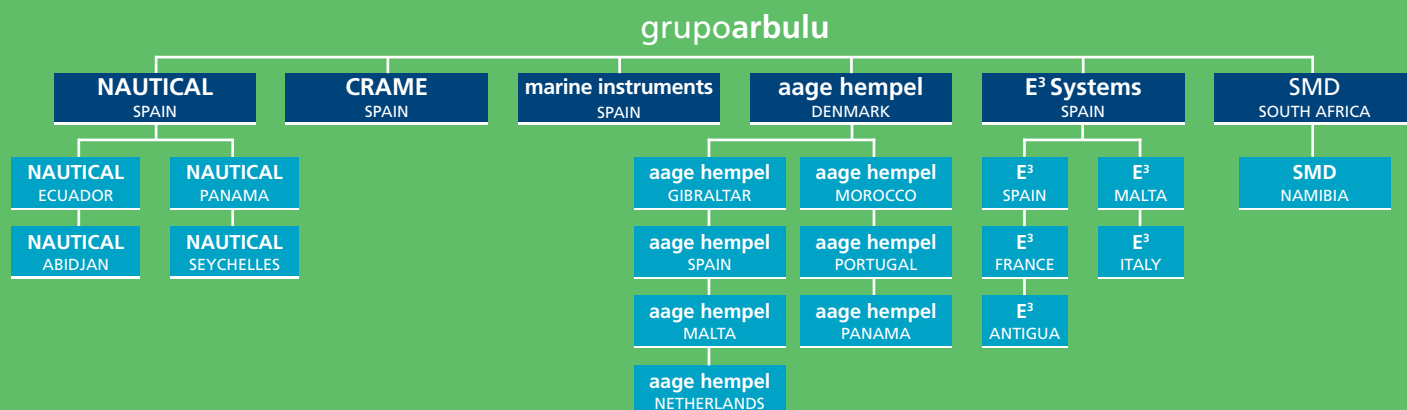 grupoarbulu
NAUTICAL
SPAIN
CRAME
SPAIN
marine instruments
SPAIN
aage hempel
DENMARK
E³ Systems
SPAIN
SMD
SOUTH AFRICA
NAUTICAL
ECUADOR
NAUTICAL
PANAMA
aage hempel
GIBRALTAR
aage hempel
MOROCCO
E³
SPAIN
E³
MALTA
SMD
NAMIBIA
NAUTICAL
ABIDJAN
NAUTICAL
SEYCHELLES
aage hempel
SPAIN
aage hempel
PORTUGAL
E³
FRANCE
E³
ITALY
aage hempel
MALTA
aage hempel
PANAMA
E³
ANTIGUA
aage hempel
NETHERLANDS